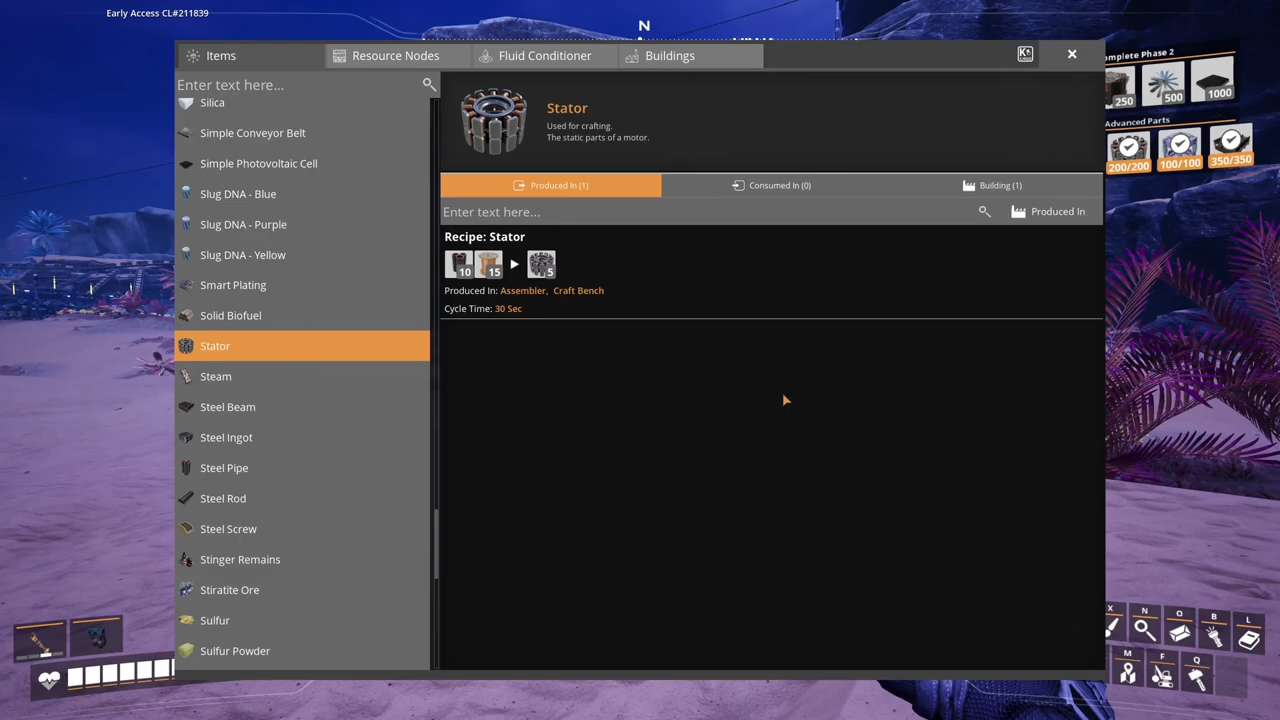 Early Access CL#211839
N
Items
Resource Nodes
Fluid Conditioner
Buildings
Enter text here...
Silica
Simple Conveyor Belt
Simple Photovoltaic Cell
Slug DNA - Blue
Slug DNA - Purple
Slug DNA - Yellow
Smart Plating
Solid Biofuel
Stator
Steam
Steel Beam
Steel Ingot
Steel Pipe
Steel Rod
Steel Screw
Stinger Remains
Stiratite Ore
Sulfur
Sulfur Powder
Stator
Used for crafting.
The static parts of a motor.
Produced In (1)
Consumed In (0)
Building (1)
Enter text here...
Produced In
Recipe: Stator
10 15 5
Produced In: Assembler, Craft Bench
Cycle Time: 30 Sec
omplete Phase 2
250 500 1000
Advanced Parts
200/200 100/100 350/350
X N O B L
M F Q